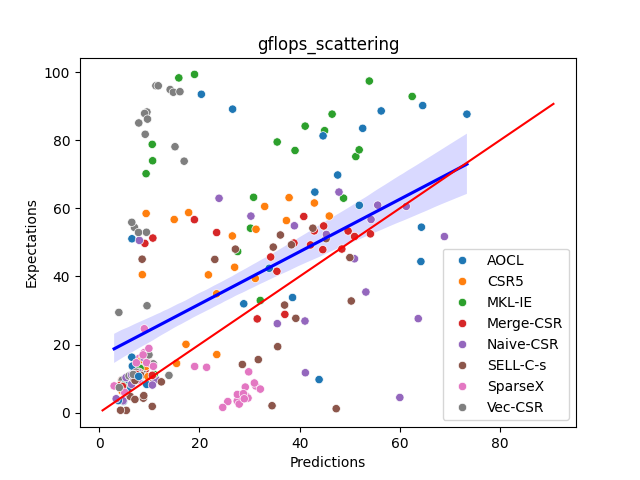 gflops_scattering
100
80
60
40
20
0
Expectations
0 20 40 60 80
Predictions
AOCL
CSR5
MKL-IE
Merge-CSR
Naive-CSR
SELL-C-s
SparseX
Vec-CSR